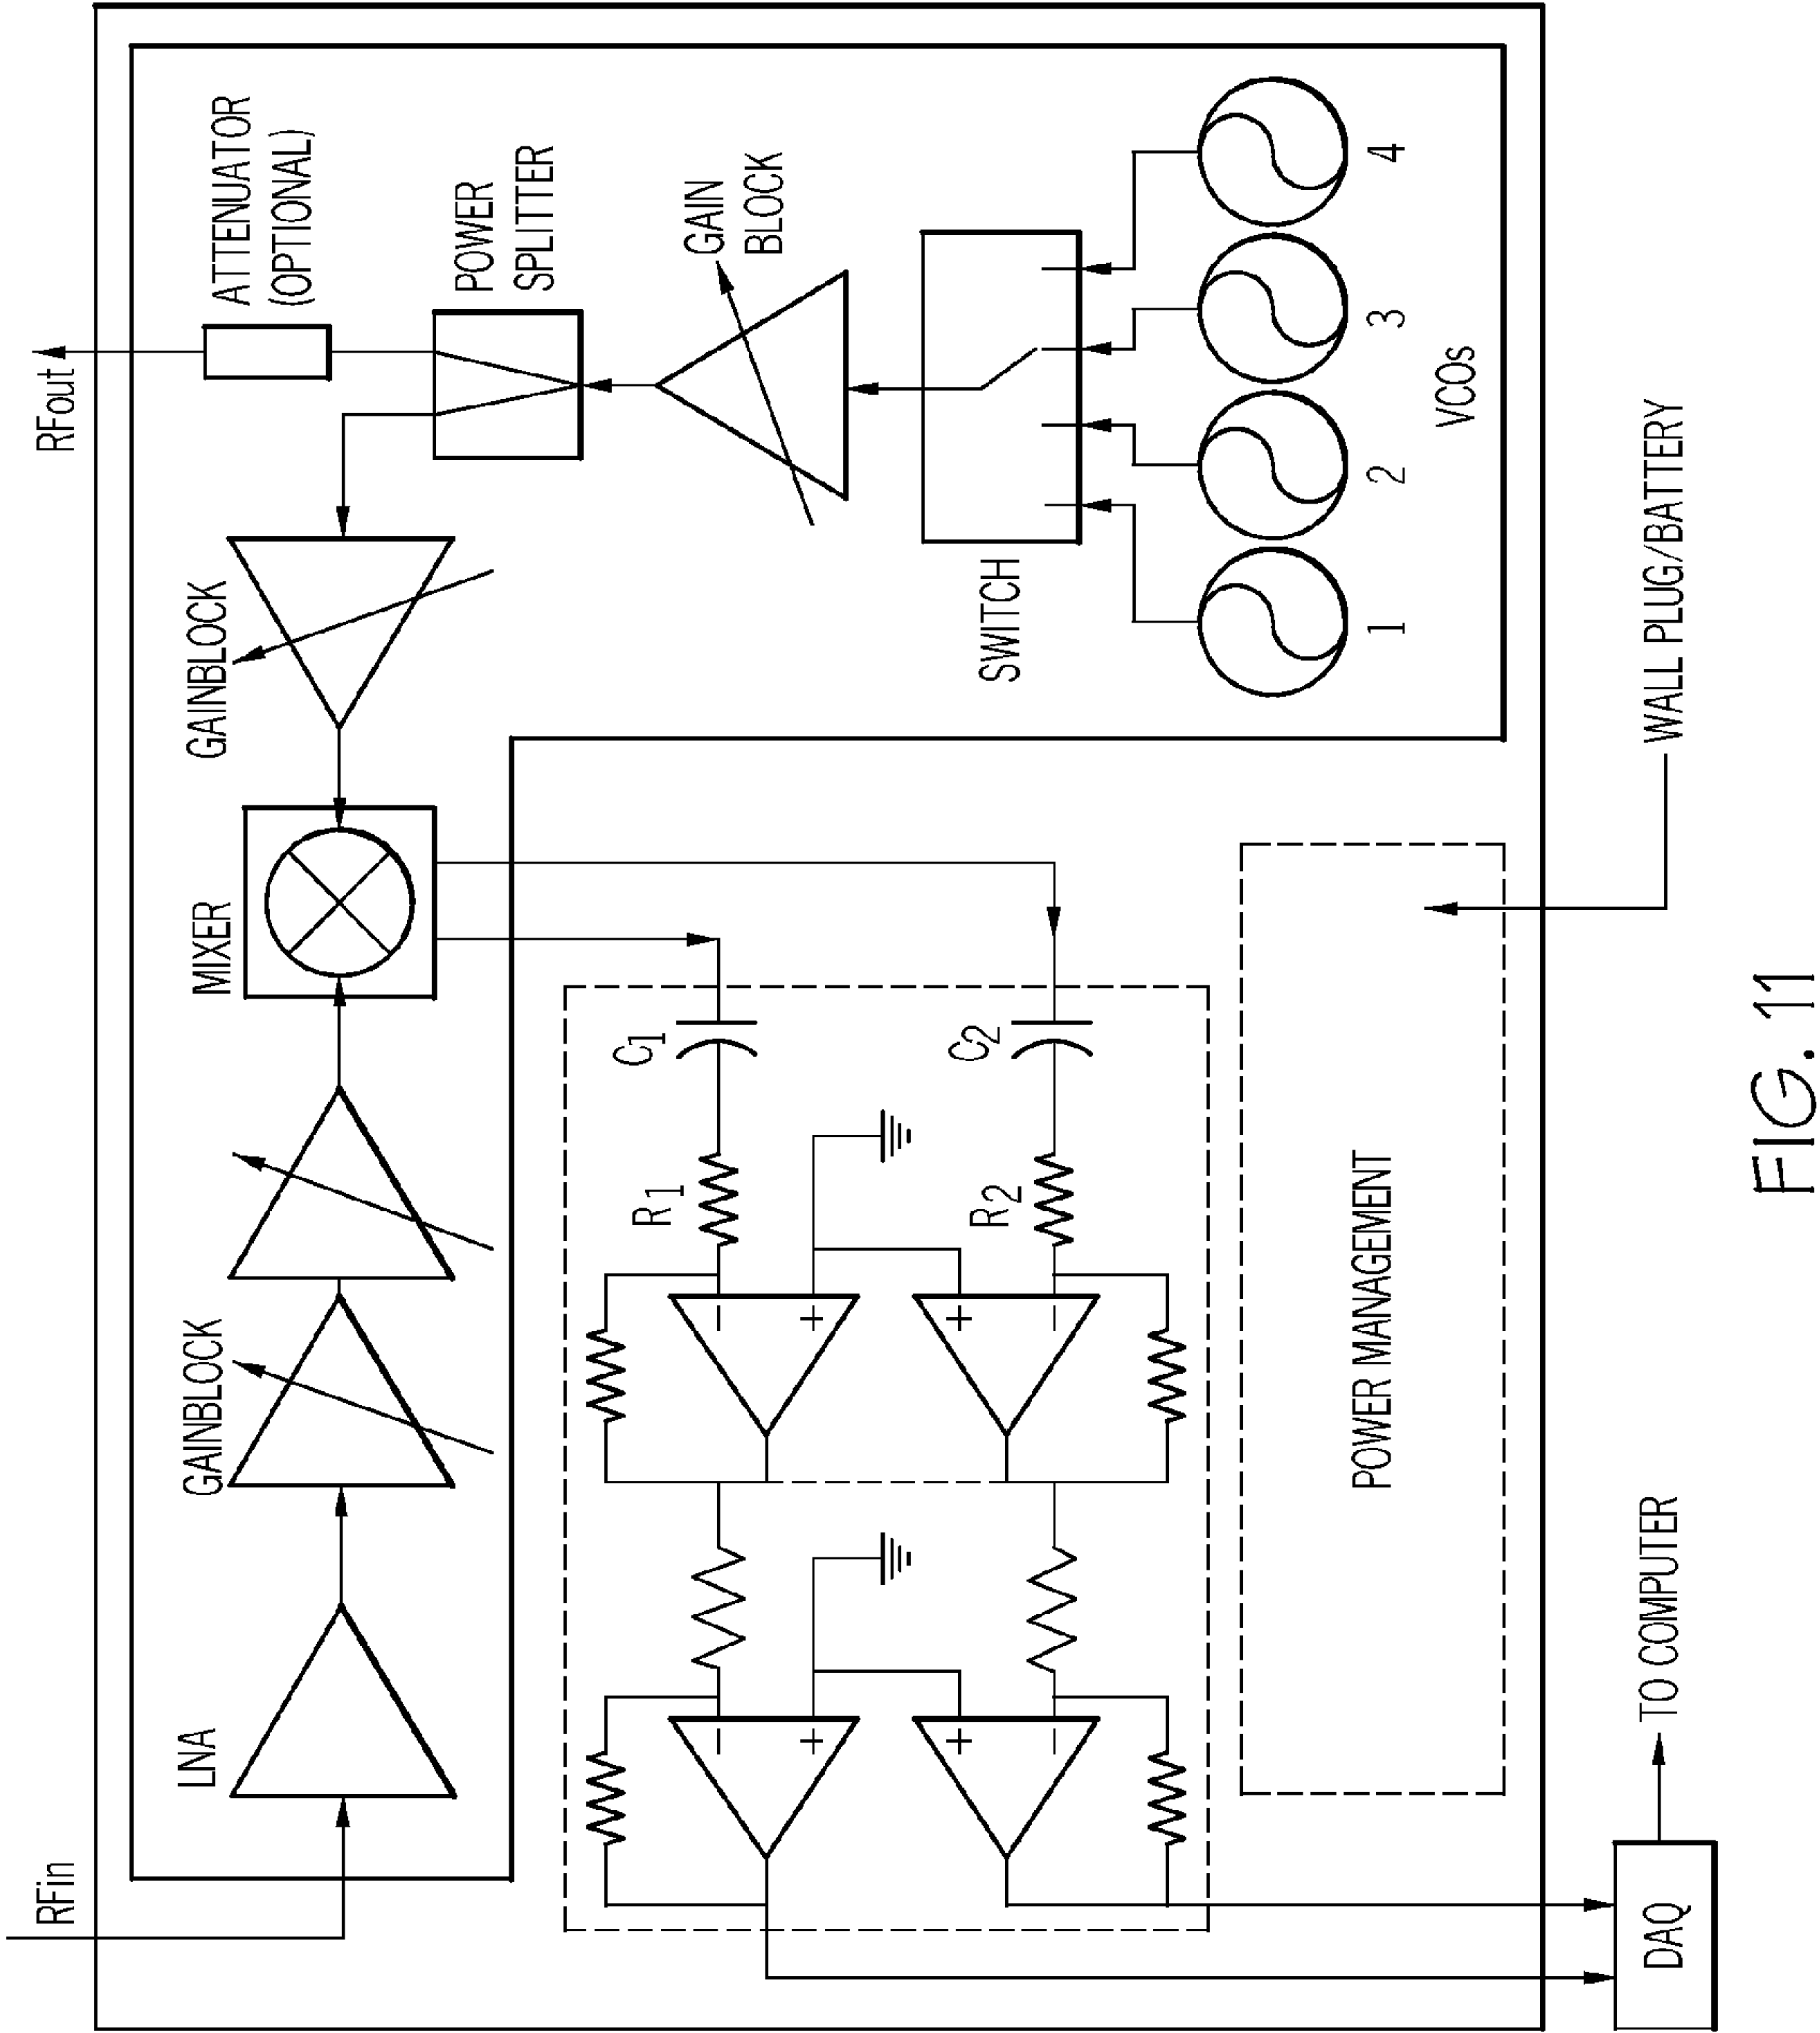 RFin
RFout
LNA
GAINBLOCK
MIXER
GAINBLOCK
ATTENUATOR
(OPTIONAL)
POWER
SPLITTER
GAIN
BLOCK
SWITCH
1
2
3
4
VCOs
C1
R1
C2
R2
-
+
+
-
-
+
+
-
POWER MANAGEMENT
WALL PLUG/BATTERY
DAQ
TO COMPUTER
FIG. 11